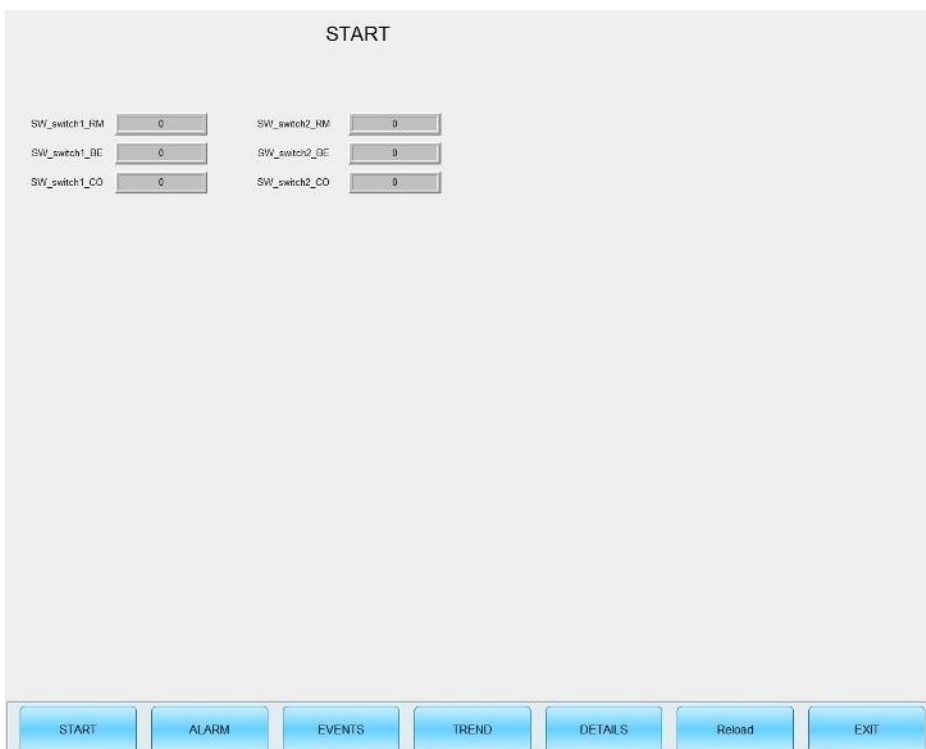 START
SW_switch1_RM 0 SW_switch2_RM 0
SW_switch1_BE 0 SW_switch2_BE 0
SW_switch1_CO 0 SW_switch2_CO 0
START ALARM EVENTS TREND DETAILS Reload EXIT